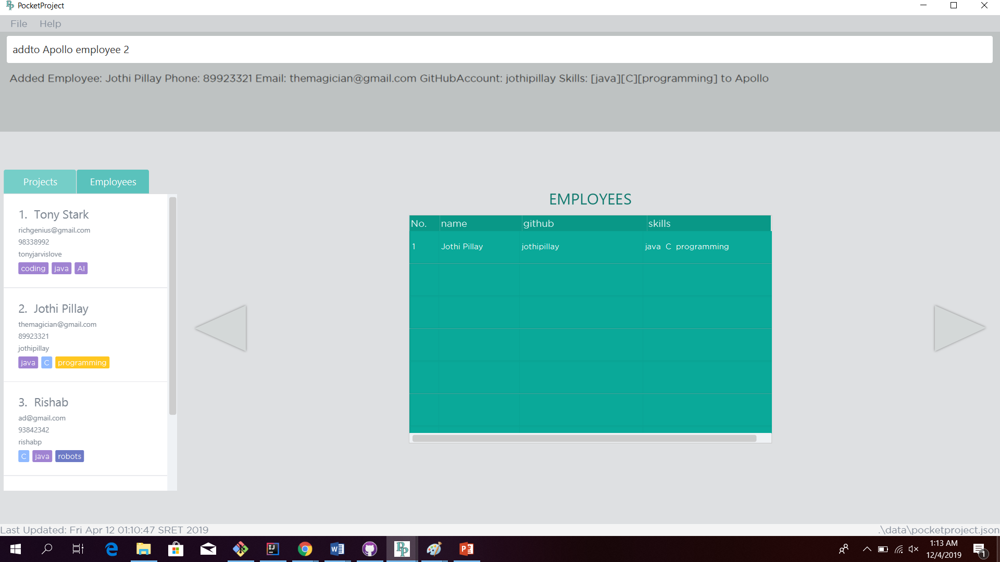 PocketProject
File Help
addto Apollo employee 2
Added Employee: Jothi Pillay Phone: 89923321 Email: themagician@gmail.com GitHubAccount: jothipillay Skills: [java][C][programming] to Apollo
Projects Employees
1. Tony Stark
richgenius@gmail.com
98338992
tonyjarvislove
coding java AI
2. Jothi Pillay
themagician@gmail.com
89923321
jothipillay
java C programming
3. Rishab
ad@gmail.com
93842342
rishabp
C java robots
EMPLOYEES
No. name github skills
1 Jothi Pillay jothipillay java C programming
Last Updated: Fri Apr 12 01:10:47 SRET 2019
.\data\pocketproject.json
1:13 AM
12/4/2019
1